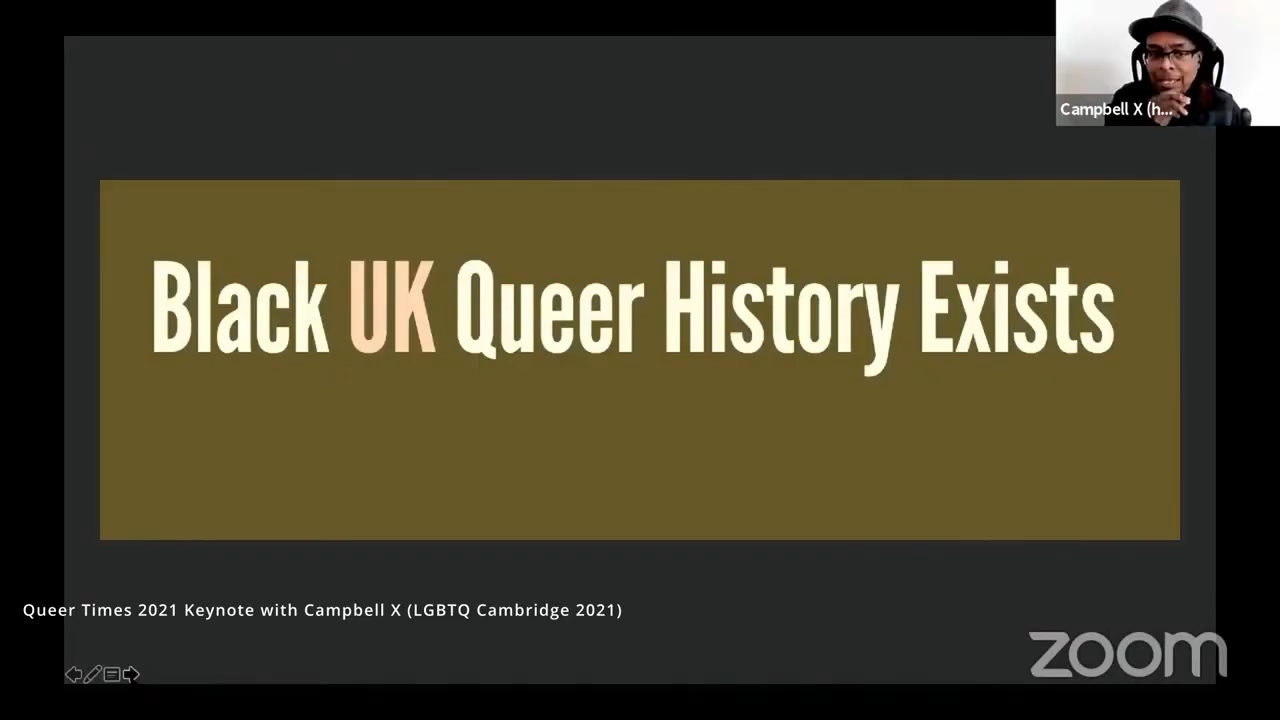 Campbell X (h...
Black UK Queer History Exists
Queer Times 2021 Keynote with Campbell X (LGBTQ Cambridge 2021)
zoom